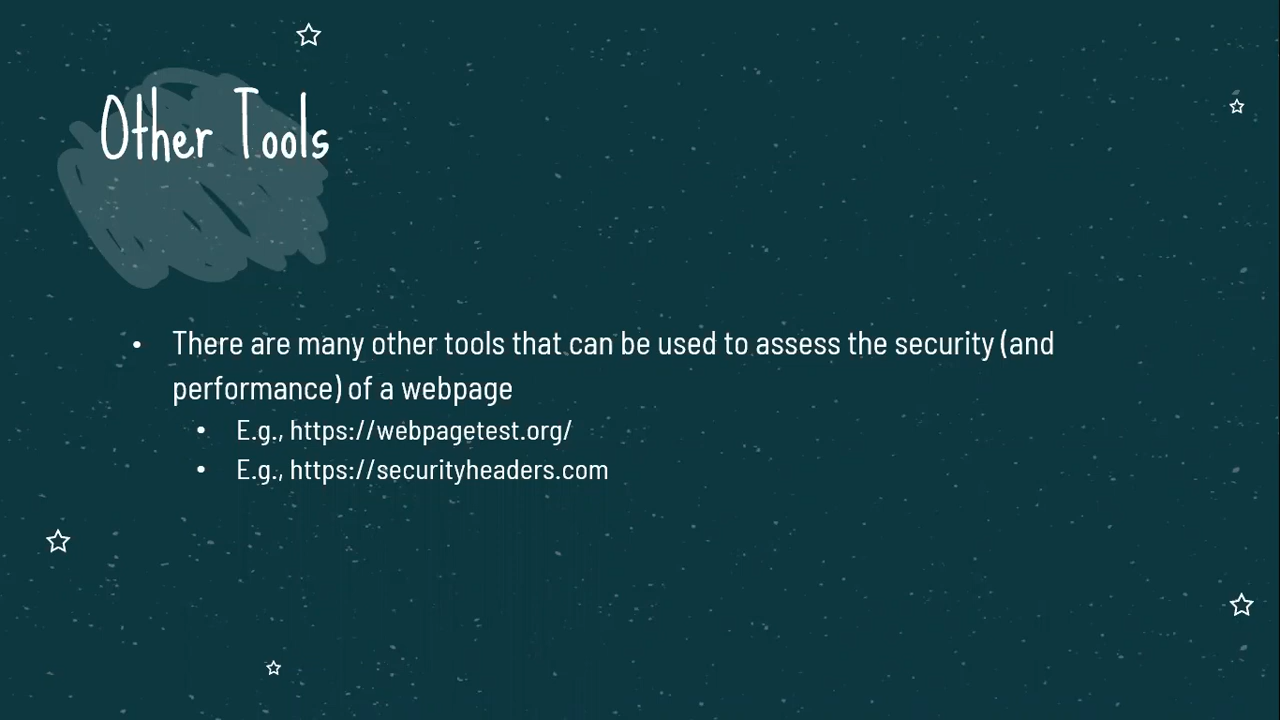 Other Tools
• There are many other tools that can be used to assess the security (and
performance) of a webpage
• E.g., https://webpagetest.org/
• E.g., https://securityheaders.com